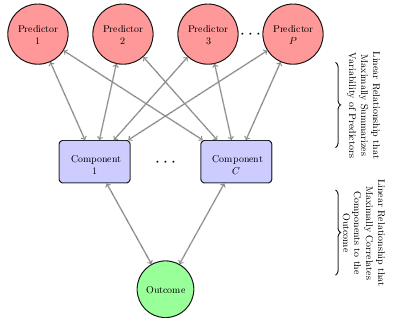 Predictor
1
Predictor
2
Predictor
3
...
Predictor
P
Linear Relationship that
Maximally Summarizes
Variability of Predictors
Component
1
...
Component
C
Linear Relationship that
Maximally Correlates
Components to the
Outcome
Outcome